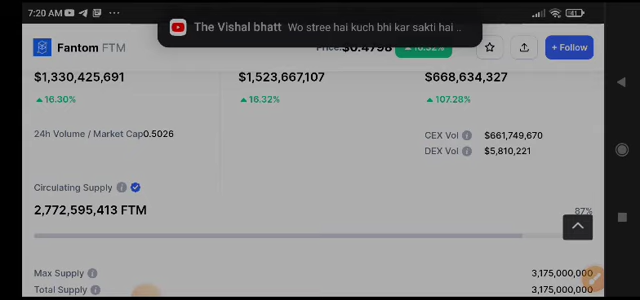 7:20 AM
41
The Vishal bhatt Wo stree hai kuch bhi kar sakti hai ..
Fantom FTM
Price: $0.4798 16.32%
+ Follow
$1,330,425,691 $1,523,667,107 $668,634,327
16.30% 16.32% 107.28%
24h Volume / Market Cap 0.5026
CEX Vol $661,749,670
DEX Vol $5,810,221
Circulating Supply
2,772,595,413 FTM 87%
Max Supply 3,175,000,000
Total Supply 3,175,000,000